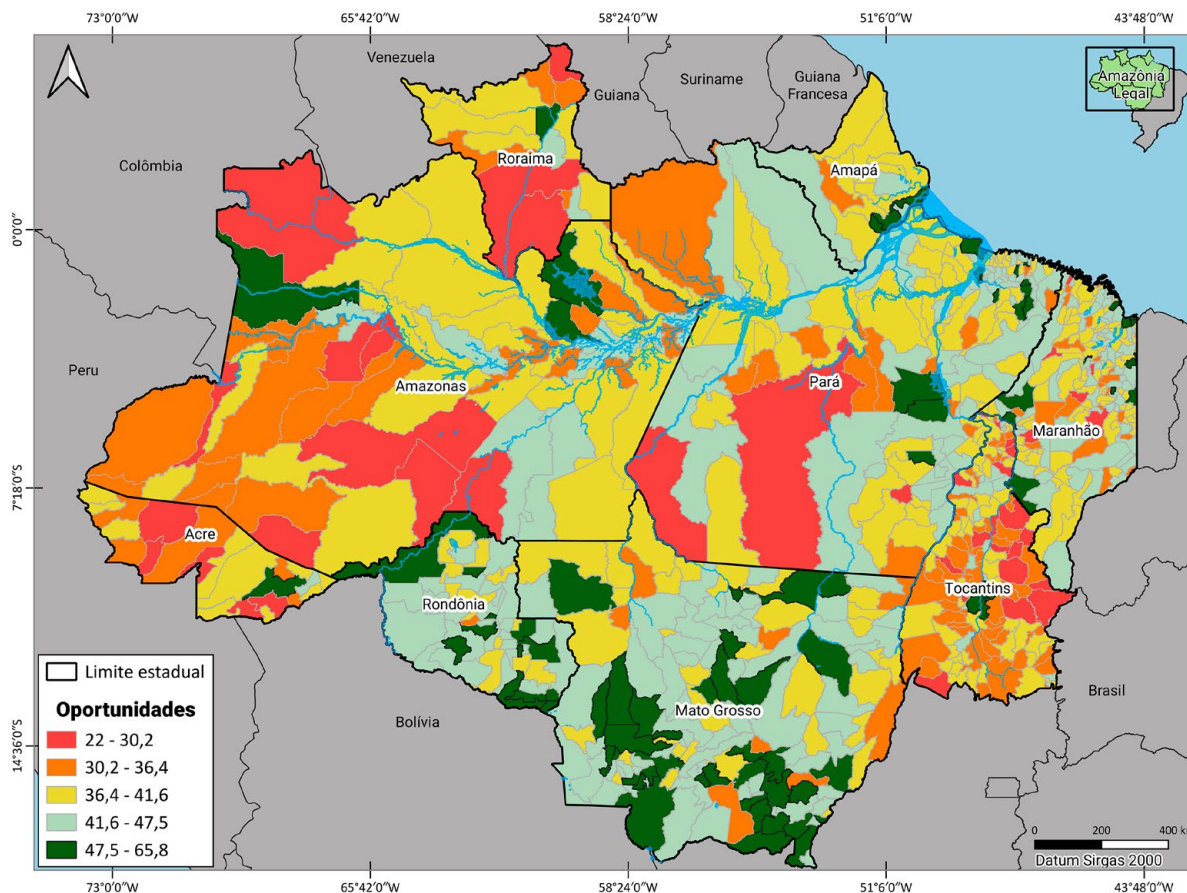 73°0'0"W
65°42'0"W
58°24'0"W
51°6'0"W
43°48'0"W
Venezuela
Suriname
Guiana
Francesa
Guiana
Amazônia
Legal
Colômbia
Roraima
Amapá
0°0'0"
Peru
Amazonas
Pará
Maranhão
7°18'0"S
Acre
Rondônia
Tocantins
Limite estadual
Oportunidades
22 - 30,2
30,2 - 36,4
36,4 - 41,6
41,6 - 47,5
47,5 - 65,8
Mato Grosso
Bolívia
Brasil
14°36'0"S
0 200 400 km
Datum Sirgas 2000
73°0'0"W
65°42'0"W
58°24'0"W
51°6'0"W
43°48'0"W